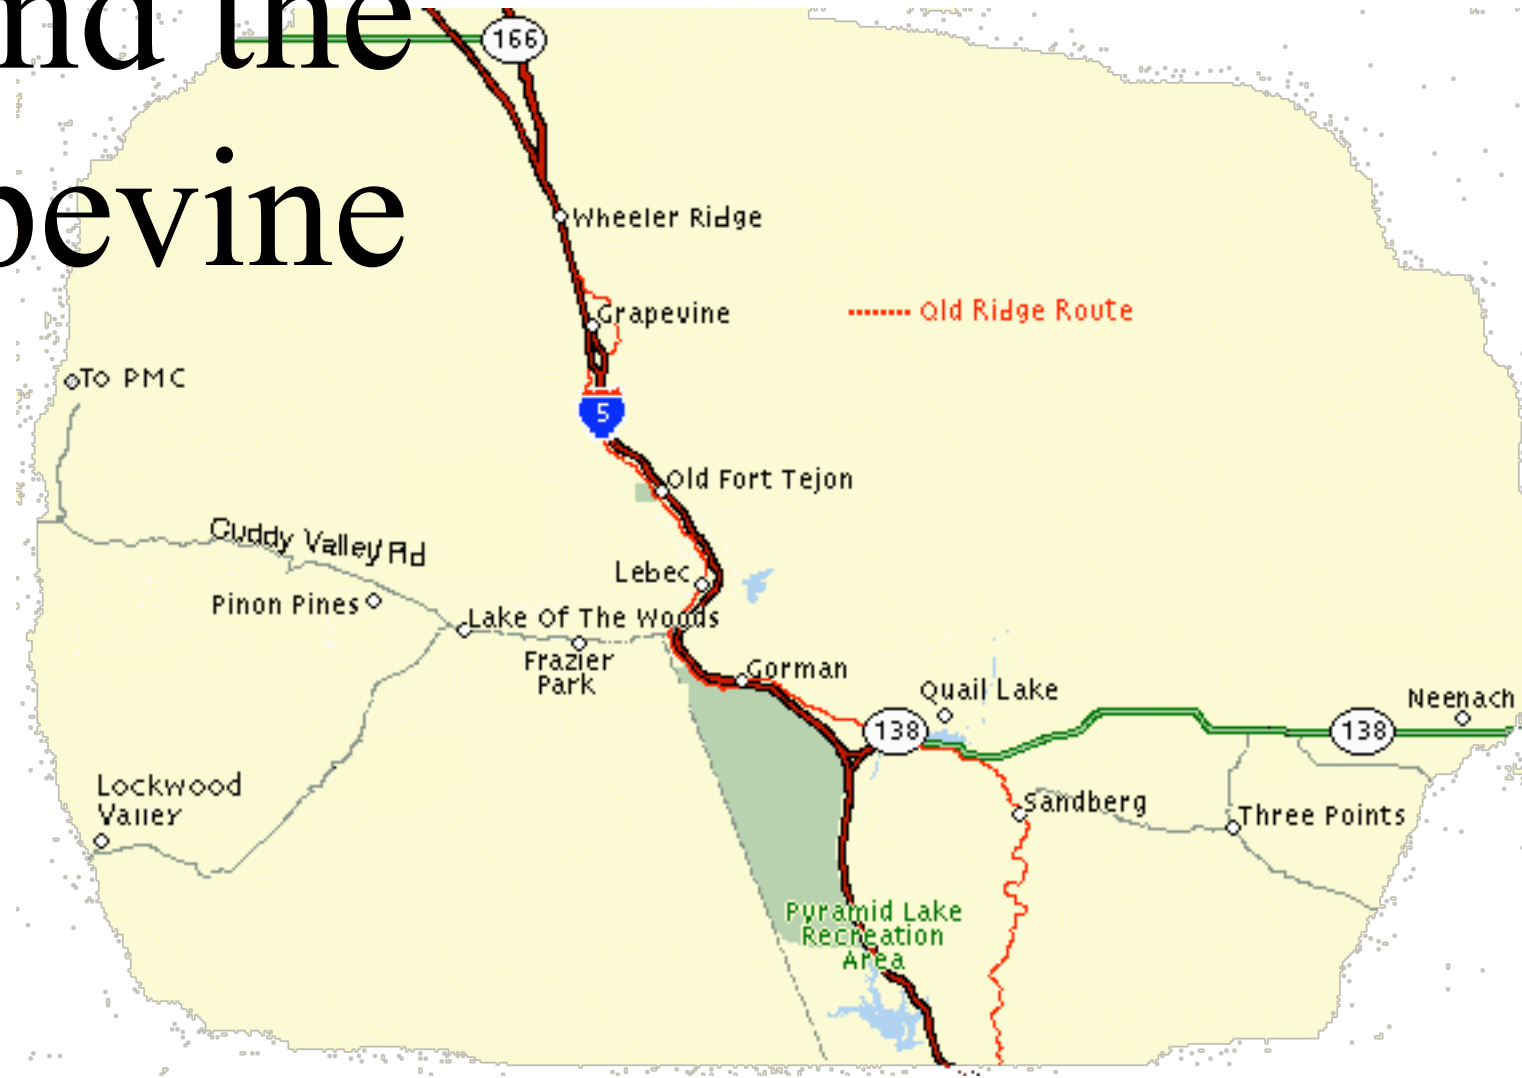 nd the
pevine
166
Wheeler Ridge
Grapevine
Old Ridge Route
To PMC
5
Old Fort Tejon
Cuddy Valley Rd
Lebec
Pinon Pines
Lake Of The Woods
Frazier
Park
Gorman
Quail Lake
Neenach
138
138
Lockwood
Valley
Sandberg
Three Points
Pyramid Lake
Recreation
Area